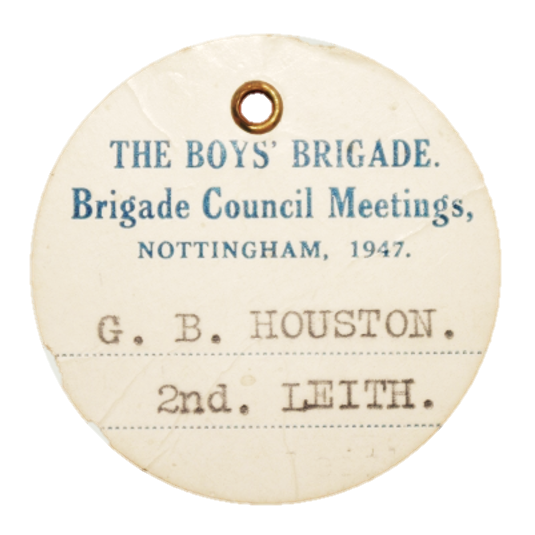 THE BOYS' BRIGADE.
Brigade Council Meetings,
NOTTINGHAM, 1947.
G. B. HOUSTON.
2nd. LEITH.